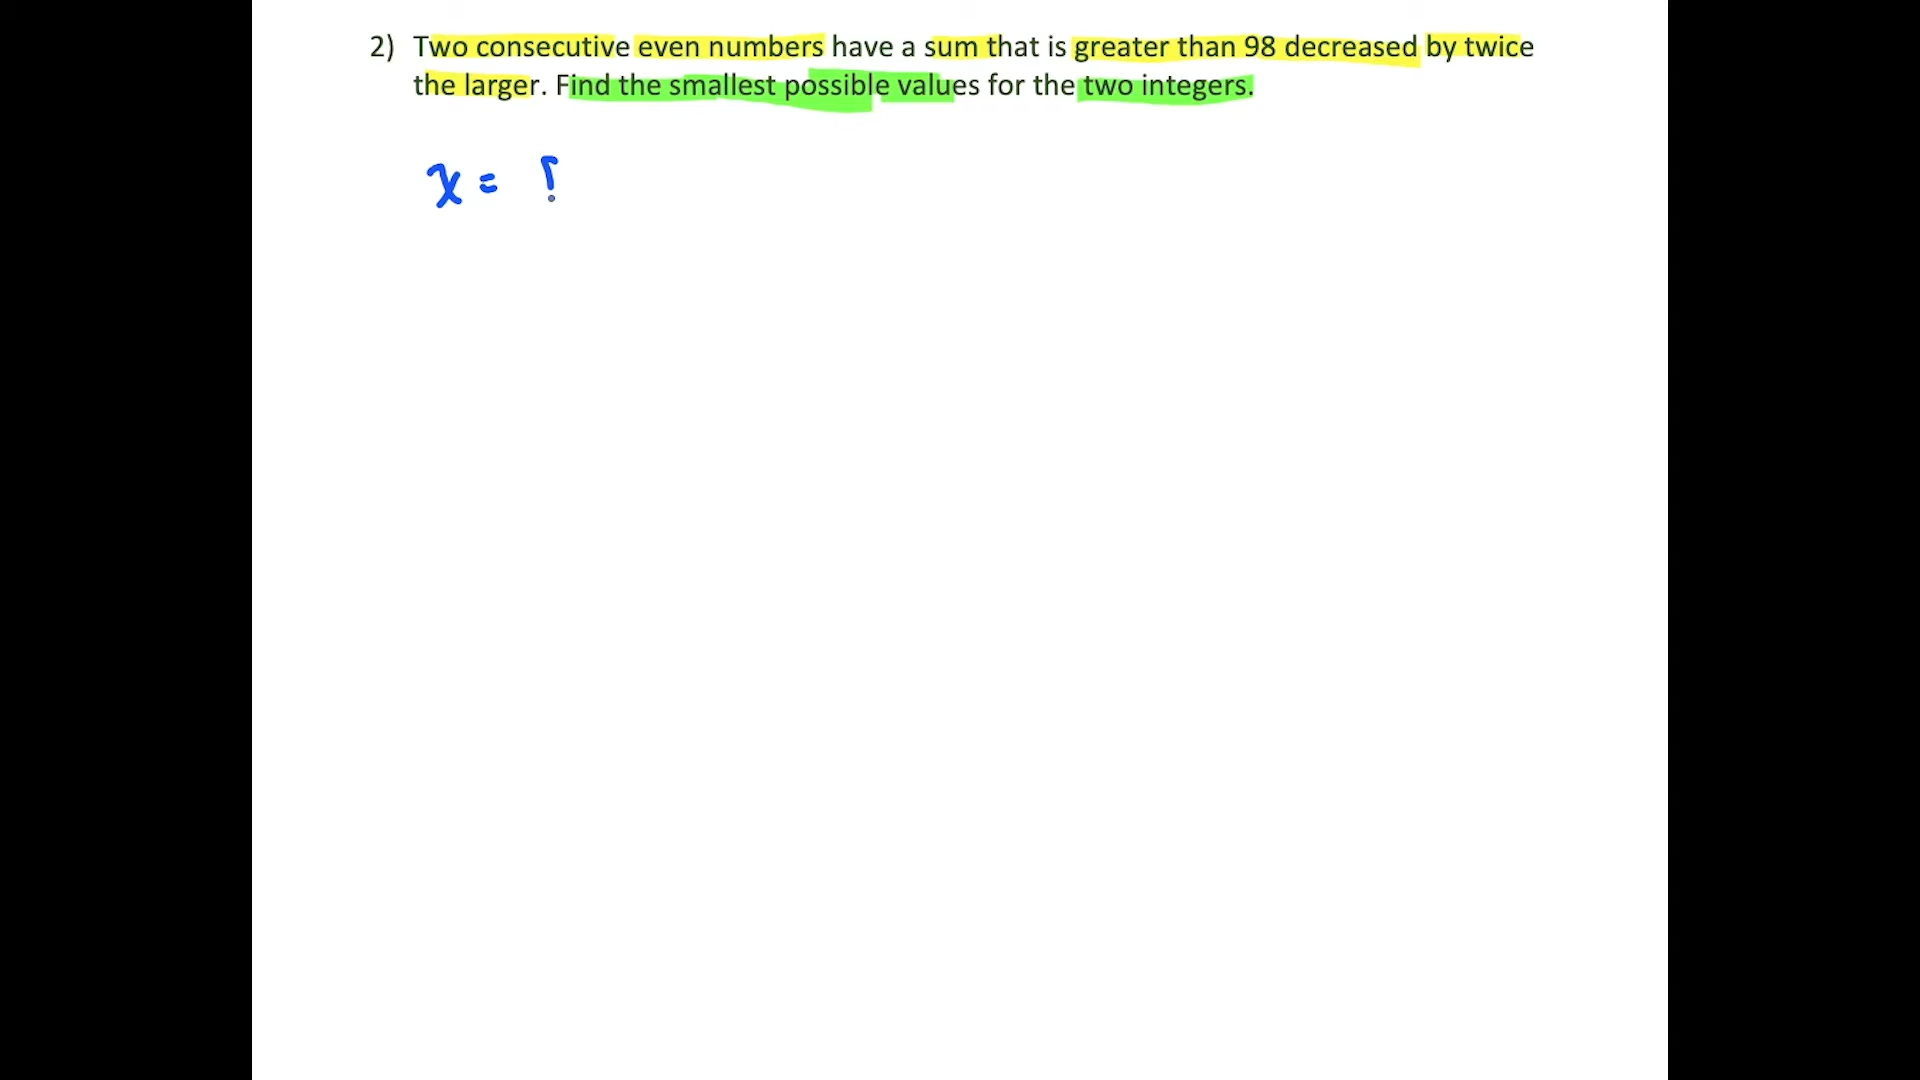 2) Two consecutive even numbers have a sum that is greater than 98 decreased by twice
the larger. Find the smallest possible values for the two integers.
x = ?